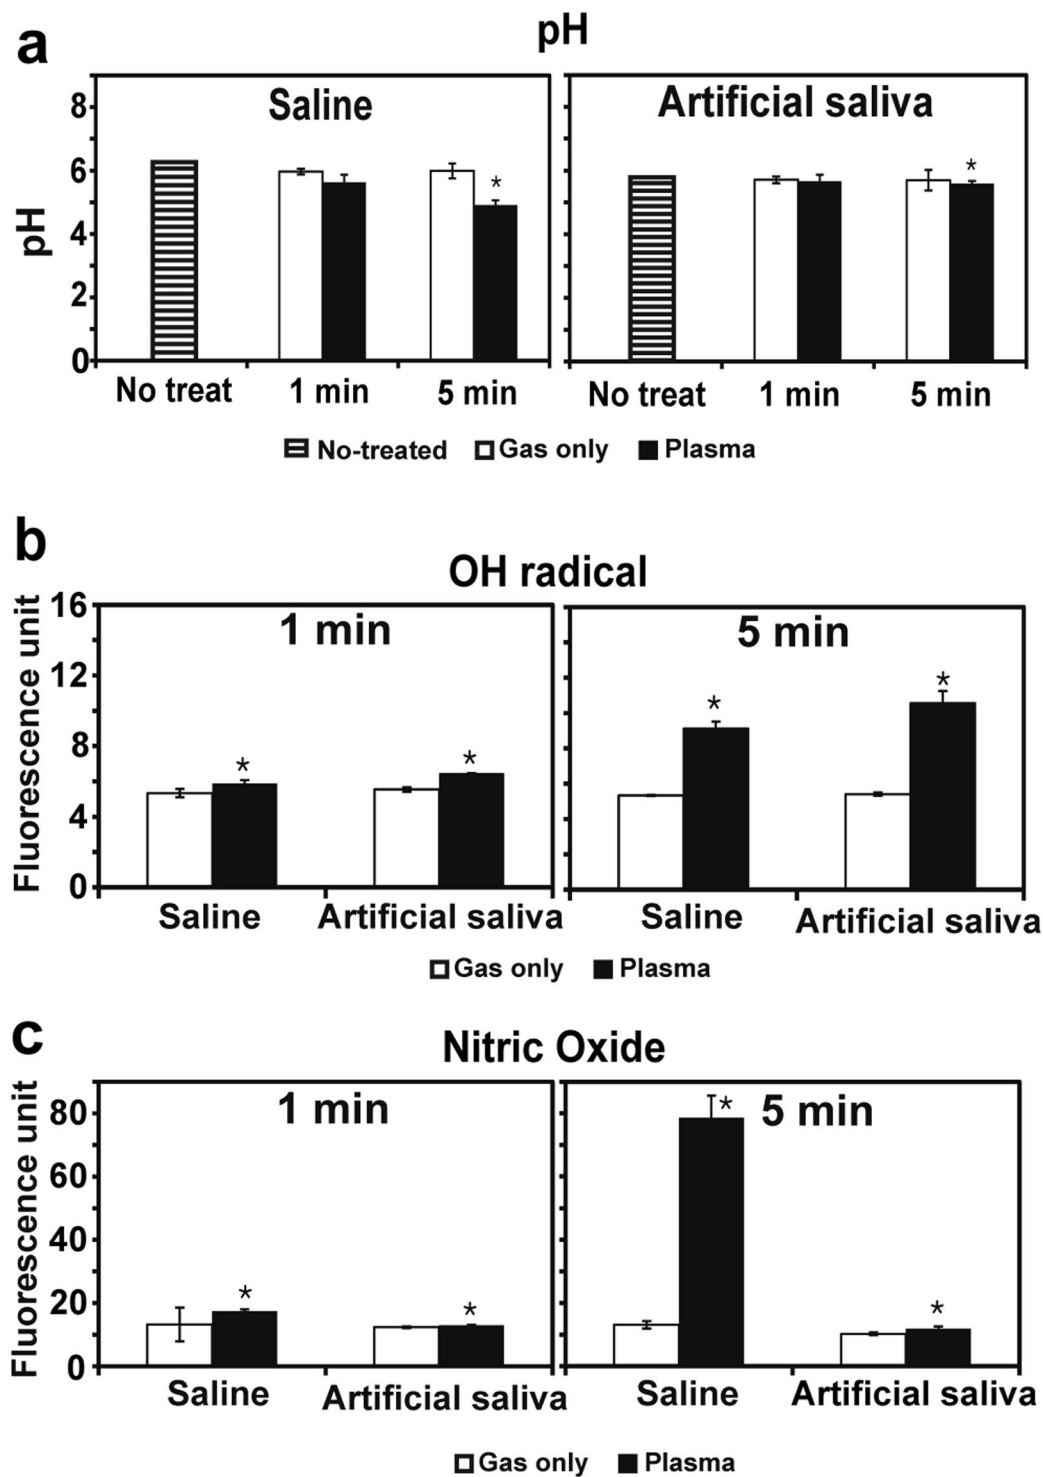 a
pH
Saline
Artificial saliva
pH
8
6
4
2
0
*
*
No treat 1 min 5 min
No treat 1 min 5 min
No-treated Gas only Plasma
b
OH radical
1 min
5 min
Fluorescence unit
16
12
8
4
0
* *
* *
Saline Artificial saliva
Saline Artificial saliva
Gas only Plasma
c
Nitric Oxide
1 min
5 min
Fluorescence unit
80
60
40
20
0
* *
* *
Saline Artificial saliva
Saline Artificial saliva
Gas only Plasma